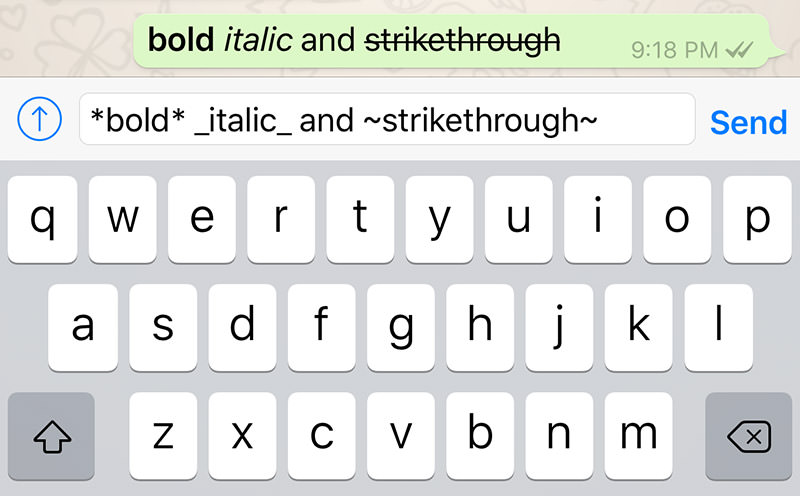 bold italic and strikethrough 9:18 PM
*bold* _italic_ and ~strikethrough~ Send
q w e r t y u i o p
a s d f g h j k l
z x c v b n m